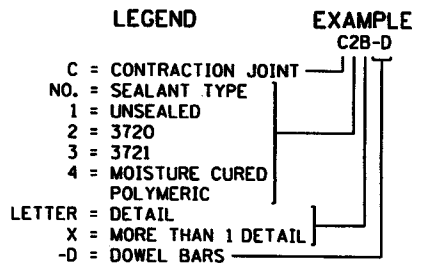 LEGEND EXAMPLE
C2B-D
C = CONTRACTION JOINT
NO. = SEALANT TYPE
1 = UNSEALED
2 = 3720
3 = 3721
4 = MOISTURE CURED
POLYMERIC
LETTER = DETAIL
X = MORE THAN 1 DETAIL
-D = DOWEL BARS